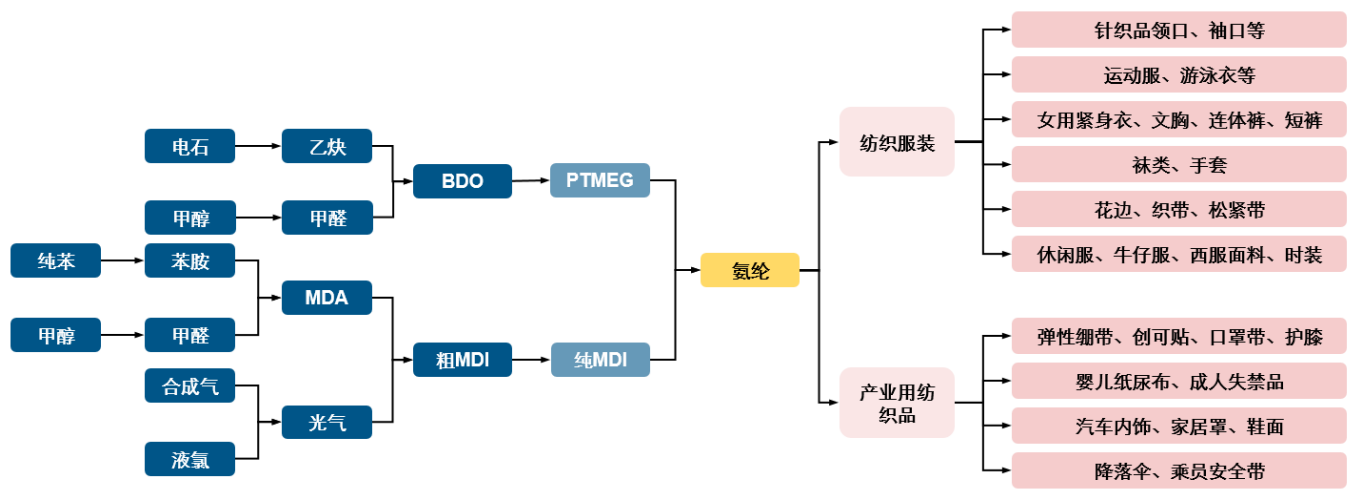 电石
乙炔
甲醇
甲醛
BDO
PTMEG
纯苯
苯胺
甲醇
甲醛
MDA
合成气
液氯
光气
粗MDI
纯MDI
氨纶
纺织服装
针织品领口、袖口等
运动服、游泳衣等
女用紧身衣、文胸、连体裤、短裤
袜类、手套
花边、织带、松紧带
休闲服、牛仔服、西服面料、时装
产业用纺
织品
弹性绷带、创可贴、口罩带、护膝
婴儿纸尿布、成人失禁品
汽车内饰、家居罩、鞋面
降落伞、乘员安全带